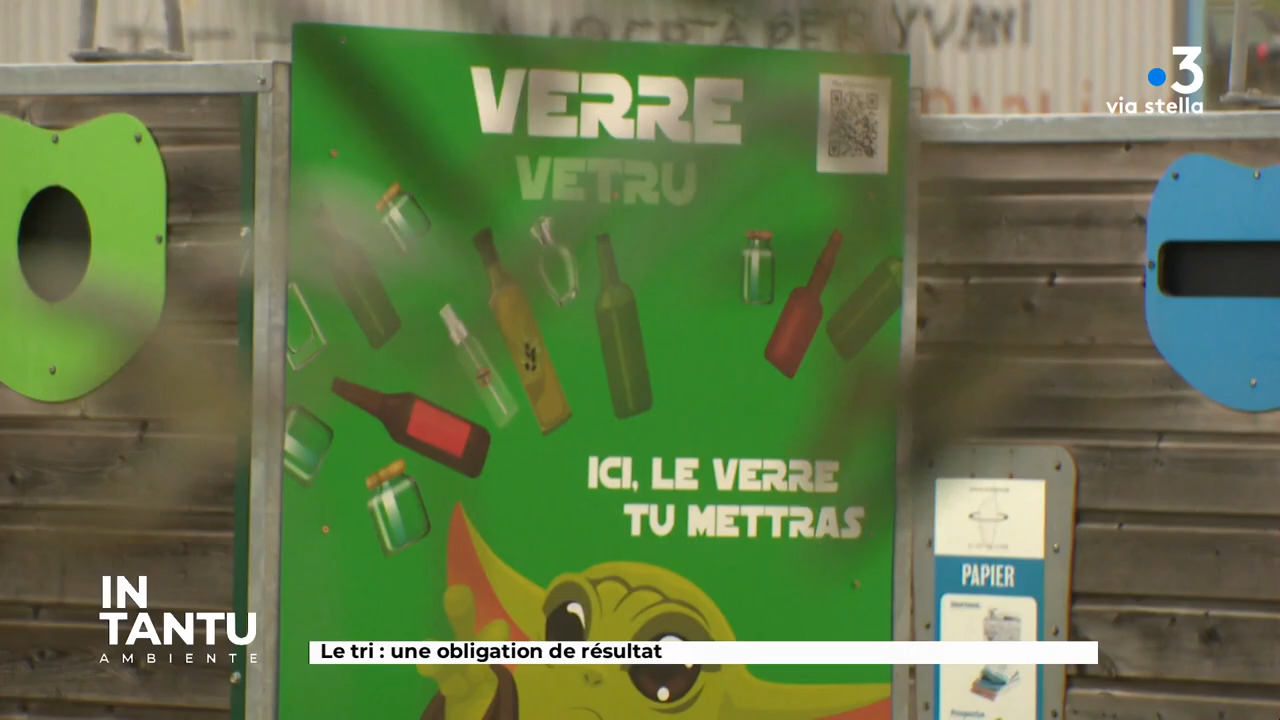 VERRE
VETRU
3
via stella
ICI, LE VERRE
TU METTRAS
PAPIER
IN
TANTU
AMBIENTE
Le tri : une obligation de résultat